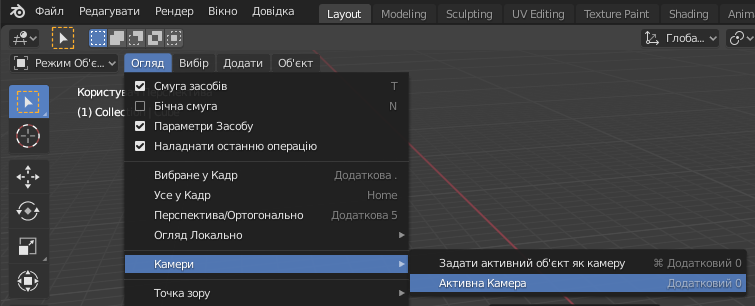 Файл Редагувати Рендер Вікно Довідка Layout Modeling Sculpting UV Editing Texture Paint Shading Anim
Глоба...
Режим Об'є... Огляд Вибір Додати Об'єкт
Користу
(1) Collec
Смуга засобів T
Бічна смуга N
Параметри Засобу
Наладнати останню операцію
Вибране у Кадр Додаткова .
Усе у Кадр Home
Перспектива/Ортогонально Додаткова 5
Огляд Локально
Камери
Задати активний об'єкт як камеру ⌘ Додатковий 0
Активна Камера Додатковий 0
Точка зору